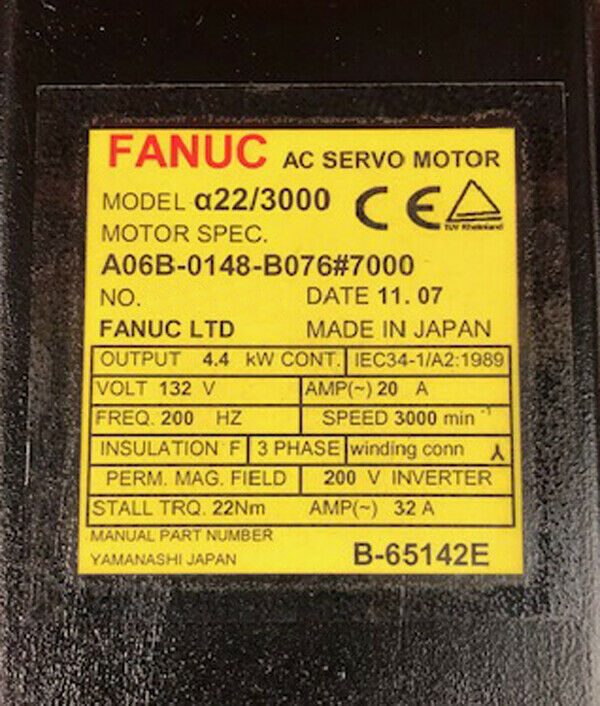 FANUC AC SERVO MOTOR
MODEL α22/3000 CE
TÜV Rheinland
MOTOR SPEC.
A06B-0148-B076#7000
NO. DATE 11. 07
FANUC LTD MADE IN JAPAN
OUTPUT 4.4 kW CONT. IEC34-1/A2:1989
VOLT 132 V AMP(~) 20 A
FREQ. 200 HZ SPEED 3000 min⁻¹
INSULATION F 3 PHASE winding conn
PERM. MAG. FIELD 200 V INVERTER
STALL TRQ. 22Nm AMP(~) 32 A
MANUAL PART NUMBER
YAMANASHI JAPAN B-65142E